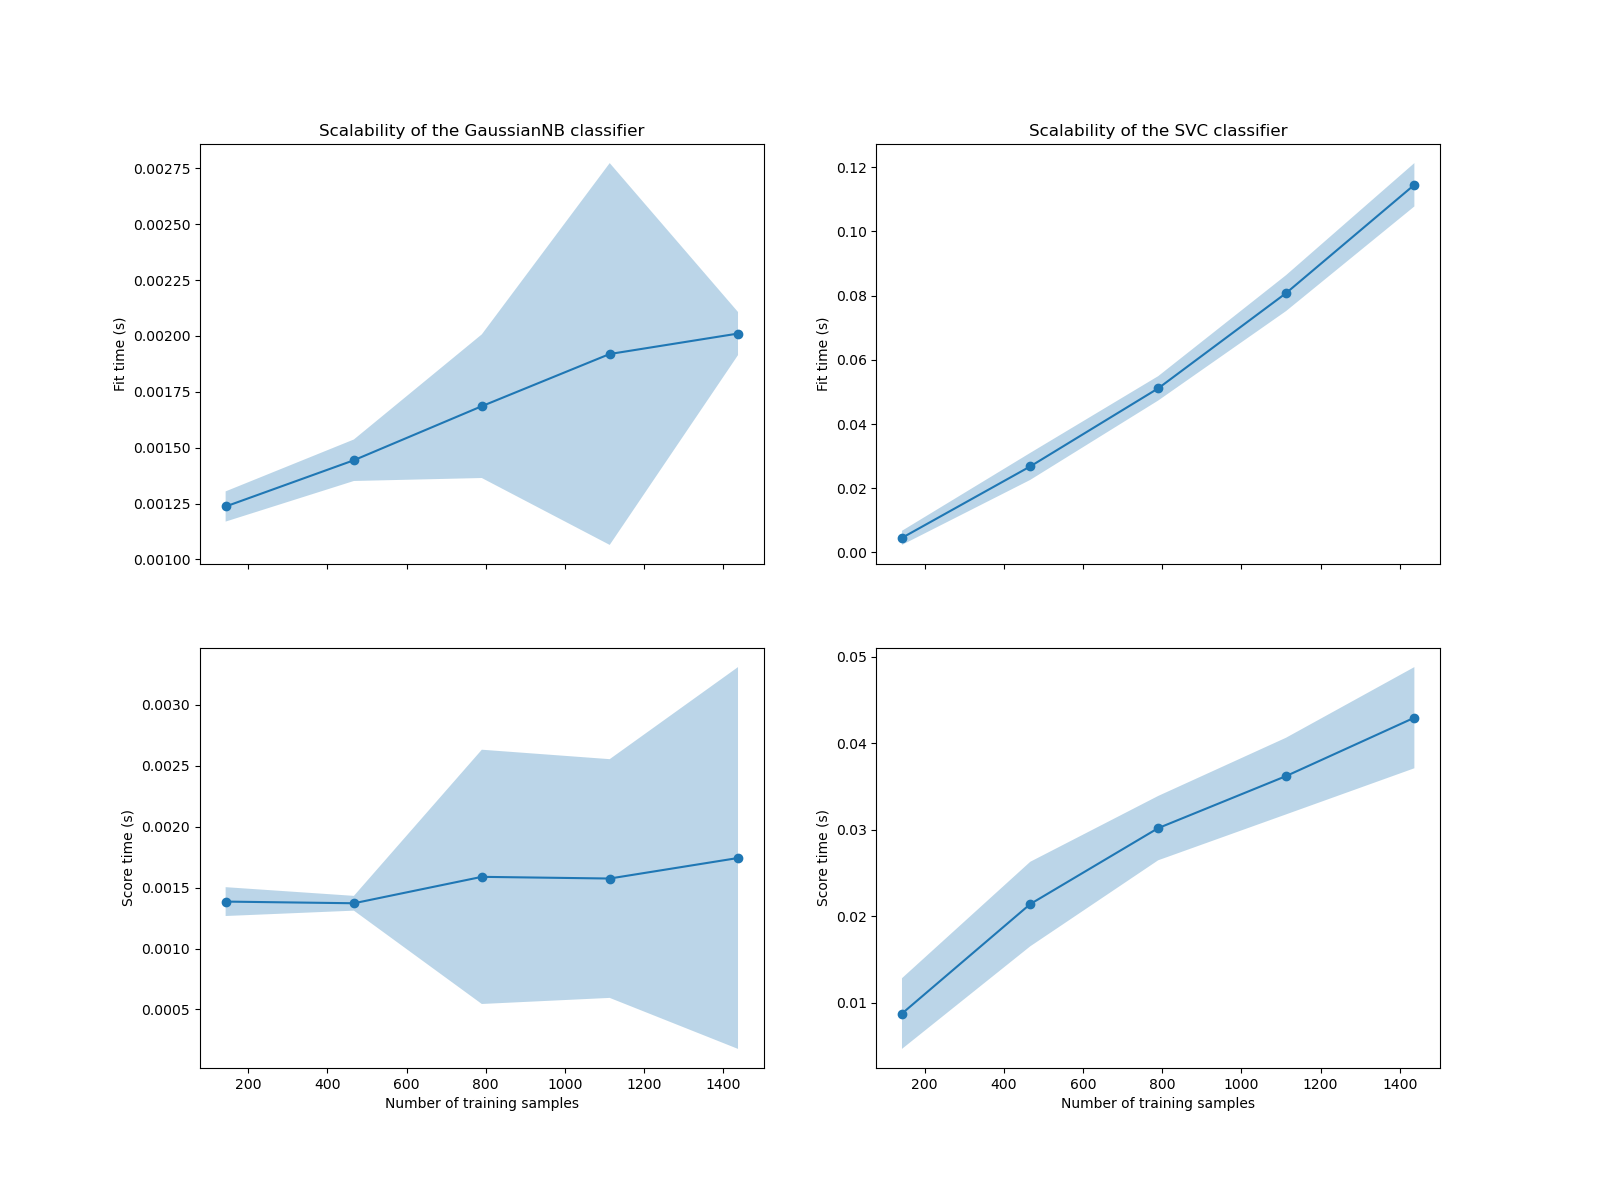 Scalability of the GaussianNB classifier
Fit time (s)
0.00275
0.00250
0.00225
0.00200
0.00175
0.00150
0.00125
0.00100
Scalability of the SVC classifier
Fit time (s)
0.12
0.10
0.08
0.06
0.04
0.02
0.00
Score time (s)
0.0030
0.0025
0.0020
0.0015
0.0010
0.0005
200 400 600 800 1000 1200 1400
Number of training samples
Score time (s)
0.05
0.04
0.03
0.02
0.01
200 400 600 800 1000 1200 1400
Number of training samples